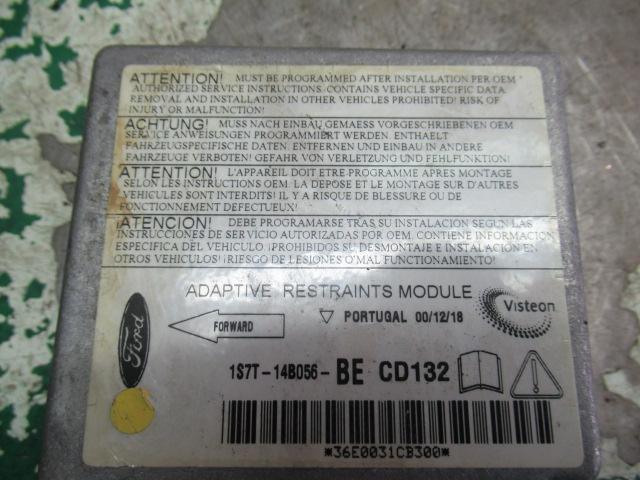 ATTENTION! MUST BE PROGRAMMED AFTER INSTALLATION PER OEM
AUTHORIZED SERVICE INSTRUCTIONS. CONTAINS VEHICLE SPECIFIC DATA
REMOVAL AND INSTALLATION IN OTHER VEHICLES PROHIBITED! RISK OF
INJURY OR MALFUNCTION!
ACHTUNG! MUSS NACH EINBAU GEMAESS VORGESCHRIEBENEN OEM
SERVICE ANWEISUNGEN PROGRAMMIERT WERDEN. ENTHAELT
FAHRZEUGSPEZIFISCHE DATEN. ENTFERNEN UND EINBAU IN ANDERE
FAHRZEUGE VERBOTEN! GEFAHR VON VERLETZUNG UND FEHLFUNKTION!
ATTENTION! L'APPAREIL DOIT ETRE PROGRAMME APRES MONTAGE
SELON LES INSTRUCTIONS OEM. LA DEPOSE ET LE MONTAGE SUR D'AUTRES
VEHICULES SONT INTERDITS! IL Y A RISQUE DE BLESSURE OU DE
FONCTIONNEMENT DEFECTUEUX!
¡ATENCION! DEBE PROGRAMARSE TRAS SU INSTALACION SEGUN LAS
INSTRUCCIONES DE SERVICIO AUTORIZADAS POR OEM. CONTIENE INFORMACION
ESPECIFICA DEL VEHICULO ¡PROHIBIDOS SU DESMONTAJE E INSTALACION EN
OTROS VEHICULOS! ¡RIESGO DE LESIONES O'MAL FUNCTIONAMIENTO!
ADAPTIVE RESTRAINTS MODULE
Visteon
Ford
FORWARD
PORTUGAL 00/12/18
1S7T-14B056-BE CD132
*36E0031CB300*